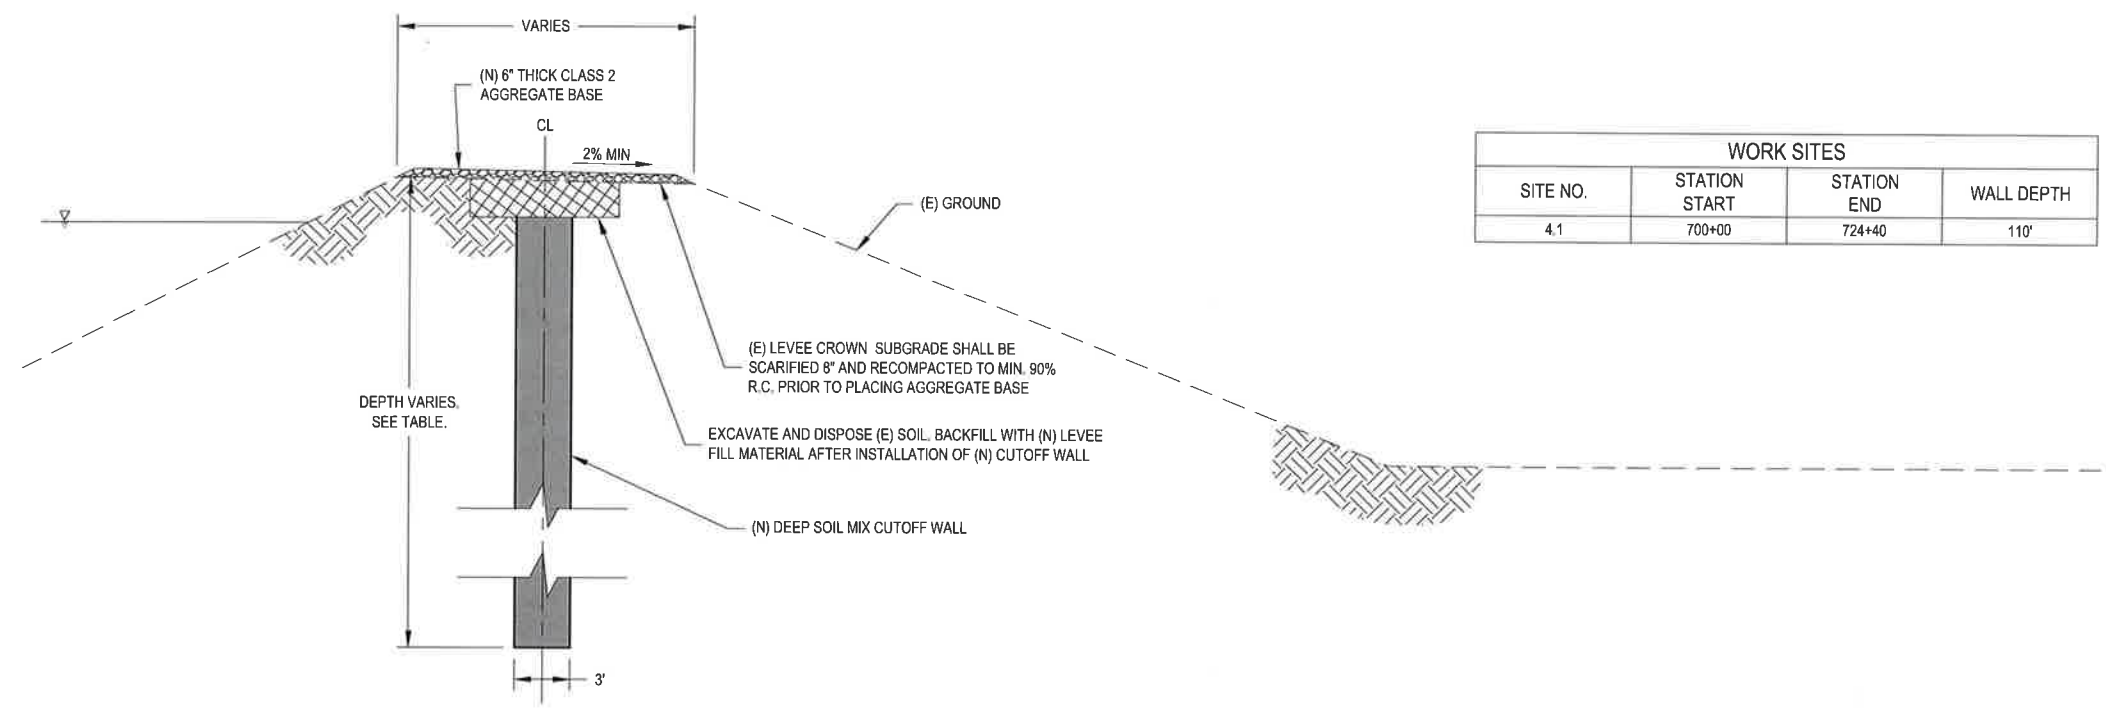 VARIES
(N) 6" THICK CLASS 2
AGGREGATE BASE
CL
2% MIN
(E) GROUND
WORK SITES
SITE NO.
STATION
START
STATION
END
WALL DEPTH
4.1
700+00
724+40
110'
(E) LEVEE CROWN SUBGRADE SHALL BE
SCARIFIED 8" AND RECOMPACTED TO MIN. 90%
R.C. PRIOR TO PLACING AGGREGATE BASE
DEPTH VARIES.
SEE TABLE.
EXCAVATE AND DISPOSE (E) SOIL. BACKFILL WITH (N) LEVEE
FILL MATERIAL AFTER INSTALLATION OF (N) CUTOFF WALL
(N) DEEP SOIL MIX CUTOFF WALL
3'